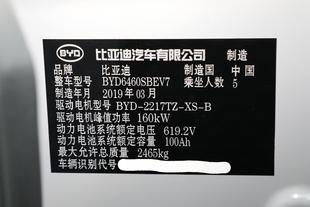 BYD 比亚迪汽车有限公司 制造
品牌 比亚迪 制造国 中国
整车型号 BYD6460SBEV7 乘坐人数 5
制造年月 2019年03月
驱动电机型号 BYD-2217TZ-XS-B
驱动电机峰值功率 160kW
动力电池系统额定电压 619.2V
动力电池系统额定容量 100Ah
最大允许总质量 2465kg
车辆识别代号